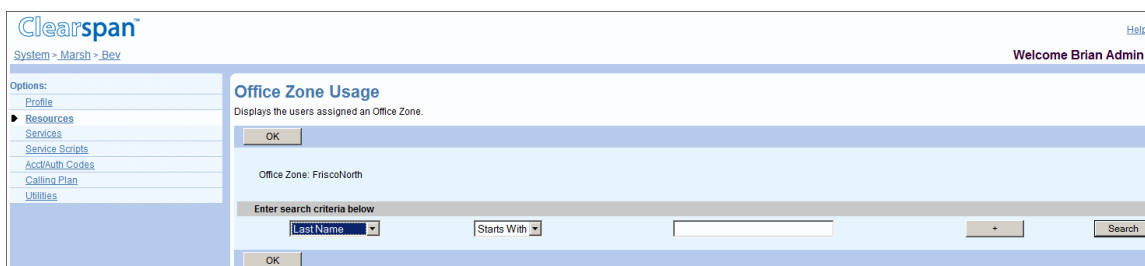 Clearspan™
Help
System > Marsh > Bev
Welcome Brian Admin
Options:
Profile
Resources
Services
Service Scripts
Acct/Auth Codes
Calling Plan
Utilities
Office Zone Usage
Displays the users assigned an Office Zone.
OK
Office Zone: FriscoNorth
Enter search criteria below
Last Name Starts With + Search
OK